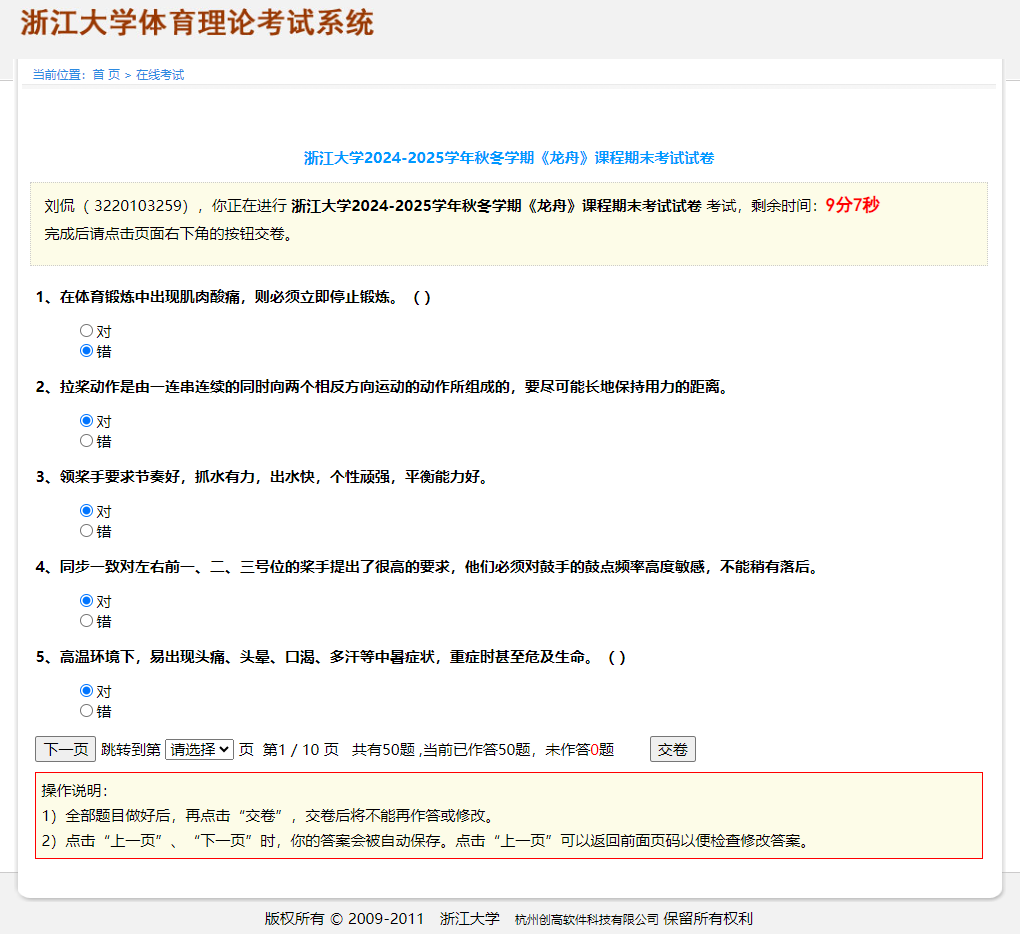 浙江大学体育理论考试系统
当前位置：首 页 > 在线考试
浙江大学2024-2025学年秋冬学期《龙舟》课程期末考试试卷
刘侃（ 3220103259），你正在进行 浙江大学2024-2025学年秋冬学期《龙舟》课程期末考试试卷 考试，剩余时间：9分7秒
完成后请点击页面右下角的按钮交卷。
1、在体育锻炼中出现肌肉酸痛，则必须立即停止锻炼。（ ）
对
错
2、拉桨动作是由一连串连续的同时向两个相反方向运动的动作所组成的，要尽可能长地保持用力的距离。
对
错
3、领桨手要求节奏好，抓水有力，出水快，个性顽强，平衡能力好。
对
错
4、同步一致对左右前一、二、三号位的桨手提出了很高的要求，他们必须对鼓手的鼓点频率高度敏感，不能稍有落后。
对
错
5、高温环境下，易出现头痛、头晕、口渴、多汗等中暑症状，重症时甚至危及生命。（ ）
对
错
下一页 跳转到第 请选择 页 第1 / 10 页 共有50题 ,当前已作答50题，未作答0题 交卷
操作说明：
1）全部题目做好后，再点击“交卷”，交卷后将不能再作答或修改。
2）点击“上一页”、“下一页”时，你的答案会被自动保存。点击“上一页”可以返回前面页码以便检查修改答案。
版权所有 © 2009-2011 浙江大学 杭州创高软件科技有限公司 保留所有权利